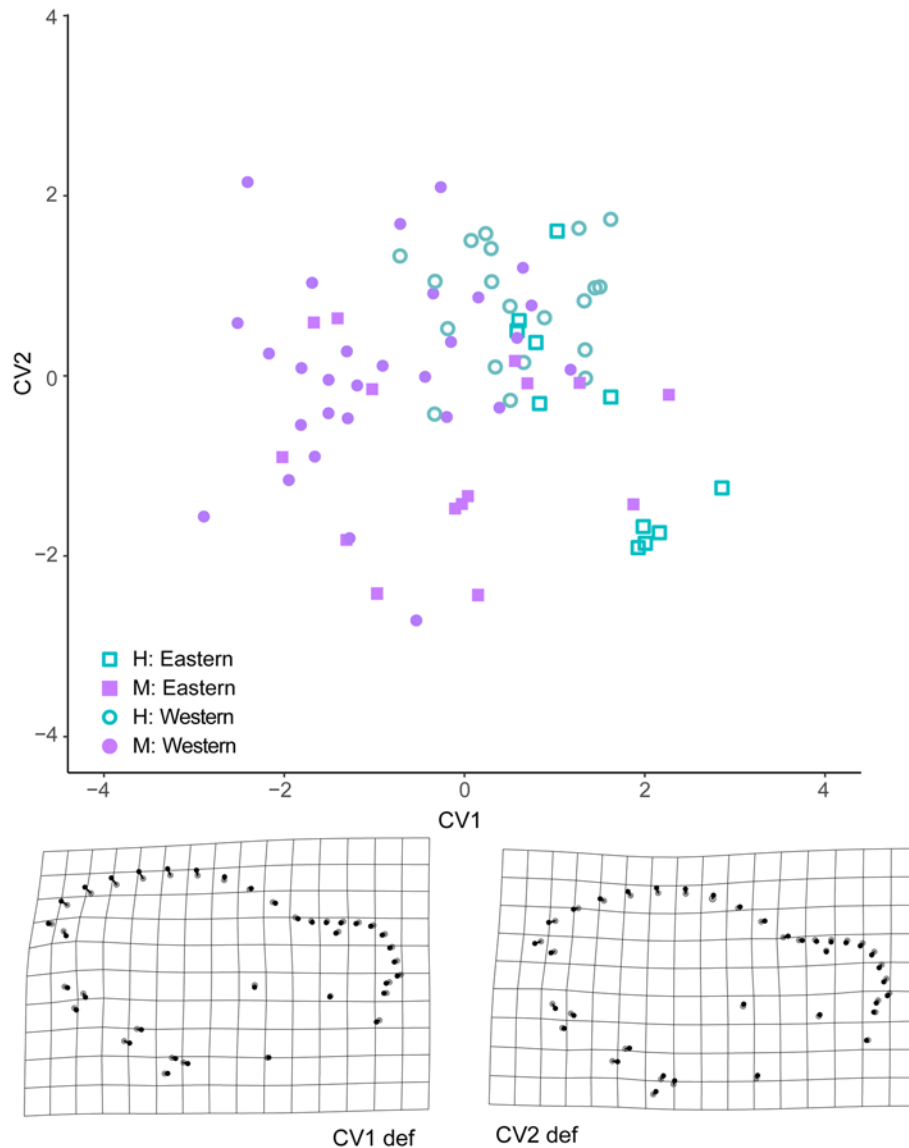 4
2
CV2
0
−2
−4
H: Eastern
M: Eastern
H: Western
M: Western
−4
−2
0
2
4
CV1
CV1 def
CV2 def